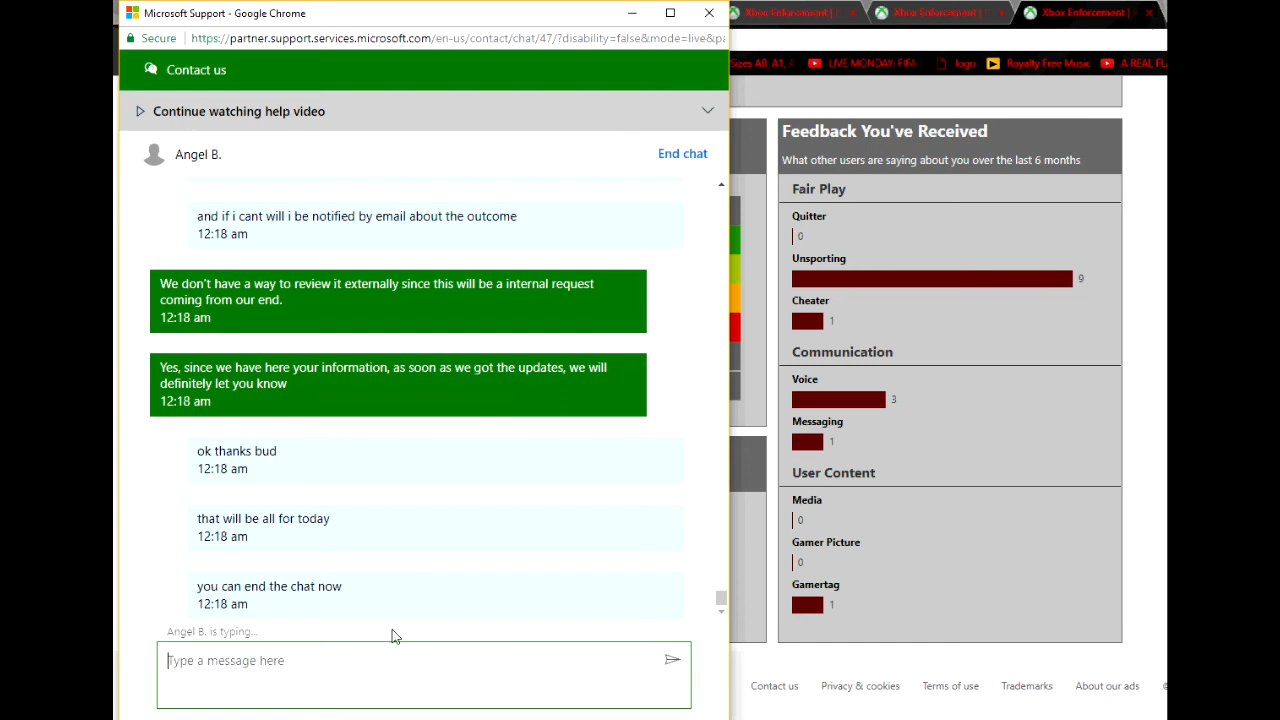 Microsoft Support - Google Chrome
Secure
https://partner.support.services.microsoft.com/en-us/contact/chat/47/?disability=false&mode=live&
Contact us
Continue watching help video
Angel B.
End chat
and if i cant will i be notified by email about the outcome
12:18 am
We don't have a way to review it externally since this will be a internal request
coming from our end.
12:18 am
Yes, since we have here your information, as soon as we got the updates, we will
definitely let you know
12:18 am
ok thanks bud
12:18 am
that will be all for today
12:18 am
you can end the chat now
12:18 am
Angel B. is typing...
Type a message here
Xbox Enforcement |
Xbox Enforcement |
Xbox Enforcement |
Sizes A0, A1, A
LIVE MONDAY: FIFA
logo
Royalty Free Music
A REAL
Feedback You've Received
What other users are saying about you over the last 6 months
Fair Play
Quitter
0
Unsporting
9
Cheater
1
Communication
Voice
3
Messaging
1
User Content
Media
0
Gamer Picture
0
Gamertag
1
Contact us
Privacy & cookies
Terms of use
Trademarks
About our ads
©